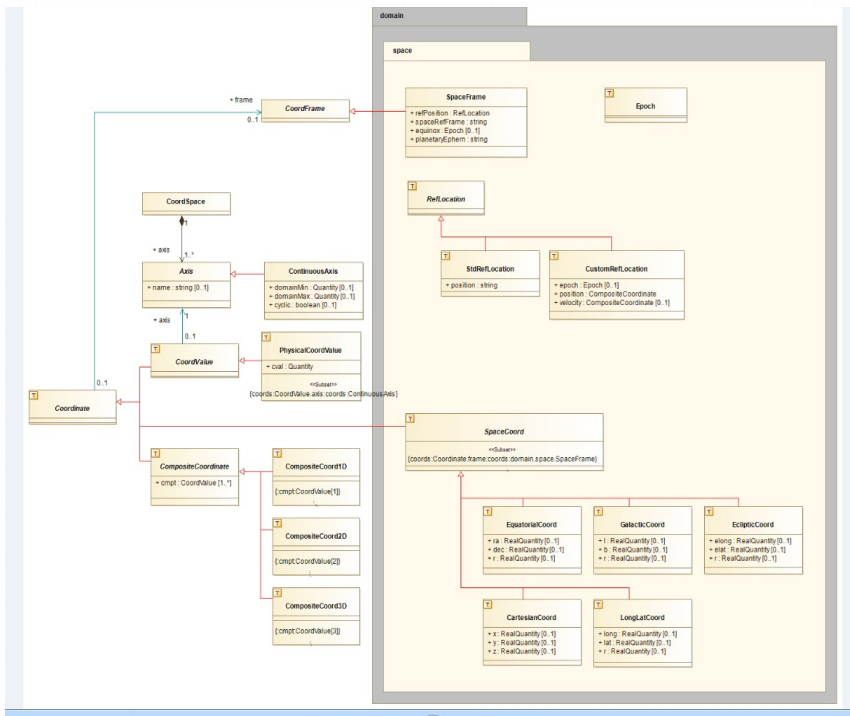 domain
space
+ frame
0..1
CoordFrame
SpaceFrame
+ refPosition : RefLocation
+ spaceRefFrame : string
+ equinox : Epoch [0..1]
+ planetaryEphem : string
T
Epoch
T
RefLocation
CoordSpace
1
+ axis
1..*
Axis
+ name : string [0..1]
ContinuousAxis
+ domainMin : Quantity [0..1]
+ domainMax : Quantity [0..1]
+ cyclic : boolean [0..1]
T
StdRefLocation
+ position : string
T
CustomRefLocation
+ epoch : Epoch [0..1]
+ position : CompositeCoordinate
+ velocity : CompositeCoordinate [0..1]
+ axis
1
0..1
T
CoordValue
T
PhysicalCoordValue
+ cval : Quantity
<<Subset>>
{coords:CoordValue.axis:coords:ContinuousAxis}
0..1
T
Coordinate
T
SpaceCoord
<<Subset>>
{coords:Coordinate.frame:coords:domain.space.SpaceFrame}
T
CompositeCoordinate
+ cmpt : CoordValue [1..*]
T
CompositeCoord1D
{:cmpt:CoordValue[1]}
T
CompositeCoord2D
{:cmpt:CoordValue[2]}
T
CompositeCoord3D
{:cmpt:CoordValue[3]}
T
EquatorialCoord
+ ra : RealQuantity [0..1]
+ dec : RealQuantity [0..1]
+ r : RealQuantity [0..1]
T
GalacticCoord
+ l : RealQuantity [0..1]
+ b : RealQuantity [0..1]
+ r : RealQuantity [0..1]
T
EclipticCoord
+ elong : RealQuantity [0..1]
+ elat : RealQuantity [0..1]
+ r : RealQuantity [0..1]
T
CartesianCoord
+ x : RealQuantity [0..1]
+ y : RealQuantity [0..1]
+ z : RealQuantity [0..1]
T
LongLatCoord
+ long : RealQuantity [0..1]
+ lat : RealQuantity [0..1]
+ r : RealQuantity [0..1]